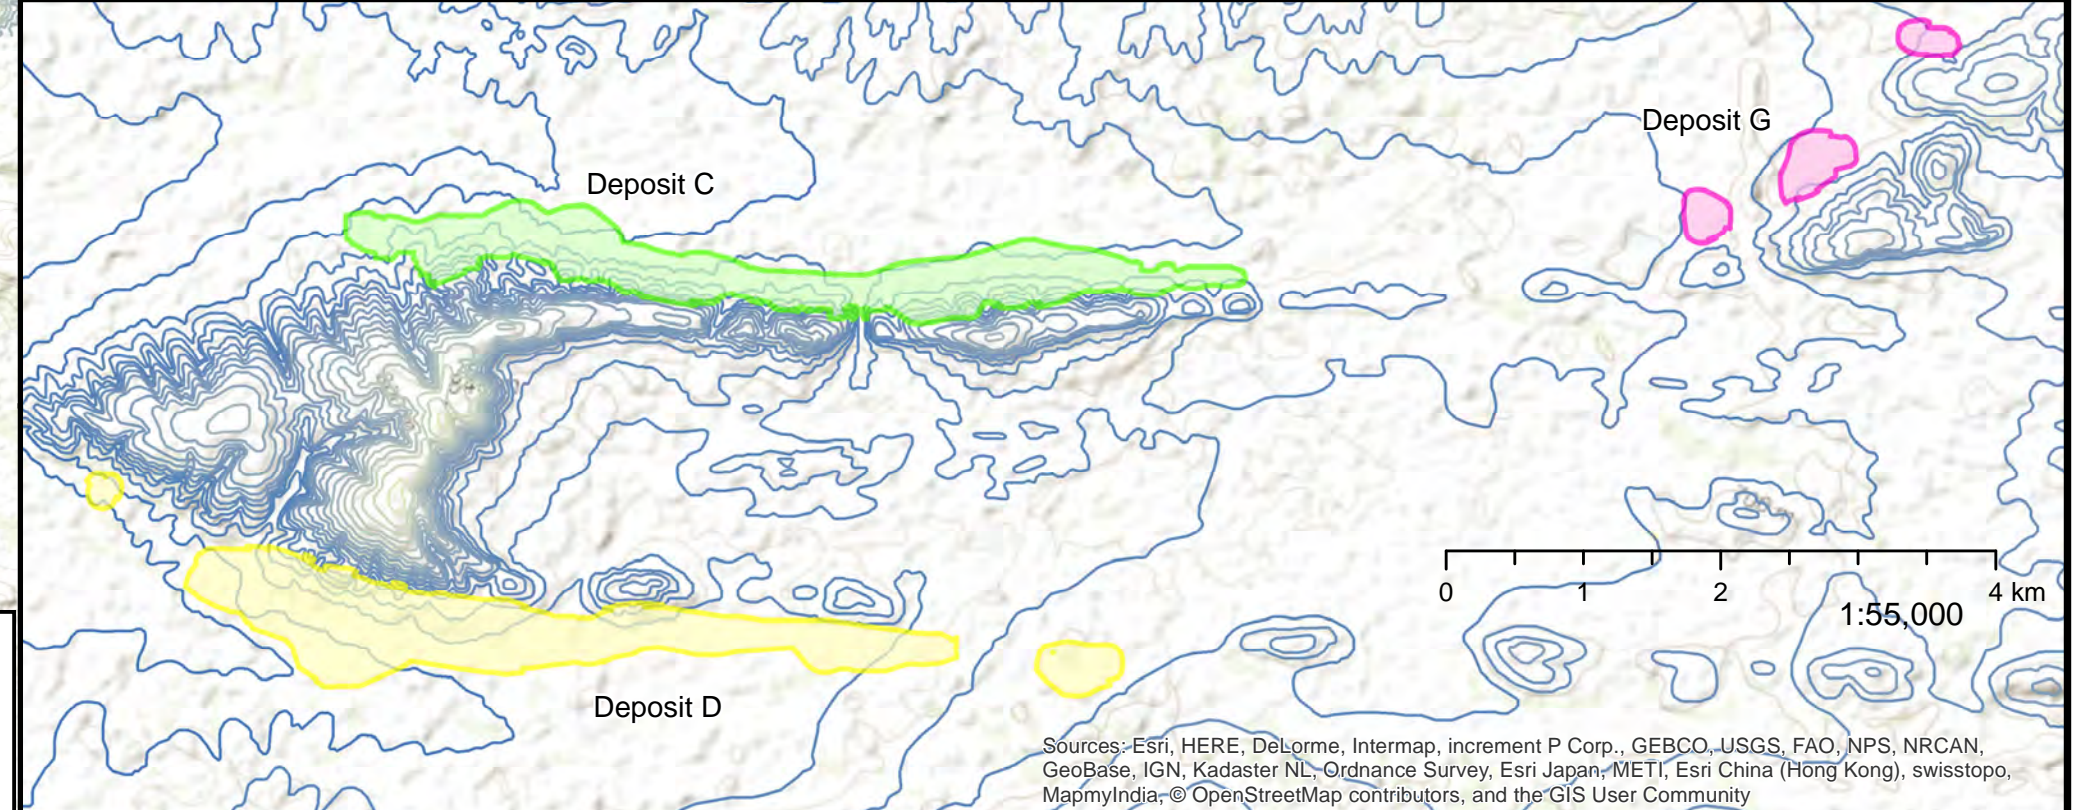 Deposit G
Deposit C
0 1 2 4 km
1:55,000
Deposit D
Sources: Esri, HERE, DeLorme, Intermap, increment P Corp., GEBCO, USGS, FAO, NPS, NRCAN,
GeoBase, IGN, Kadaster NL, Ordnance Survey, Esri Japan, METI, Esri China (Hong Kong), swisstopo,
MapmyIndia, © OpenStreetMap contributors, and the GIS User Community